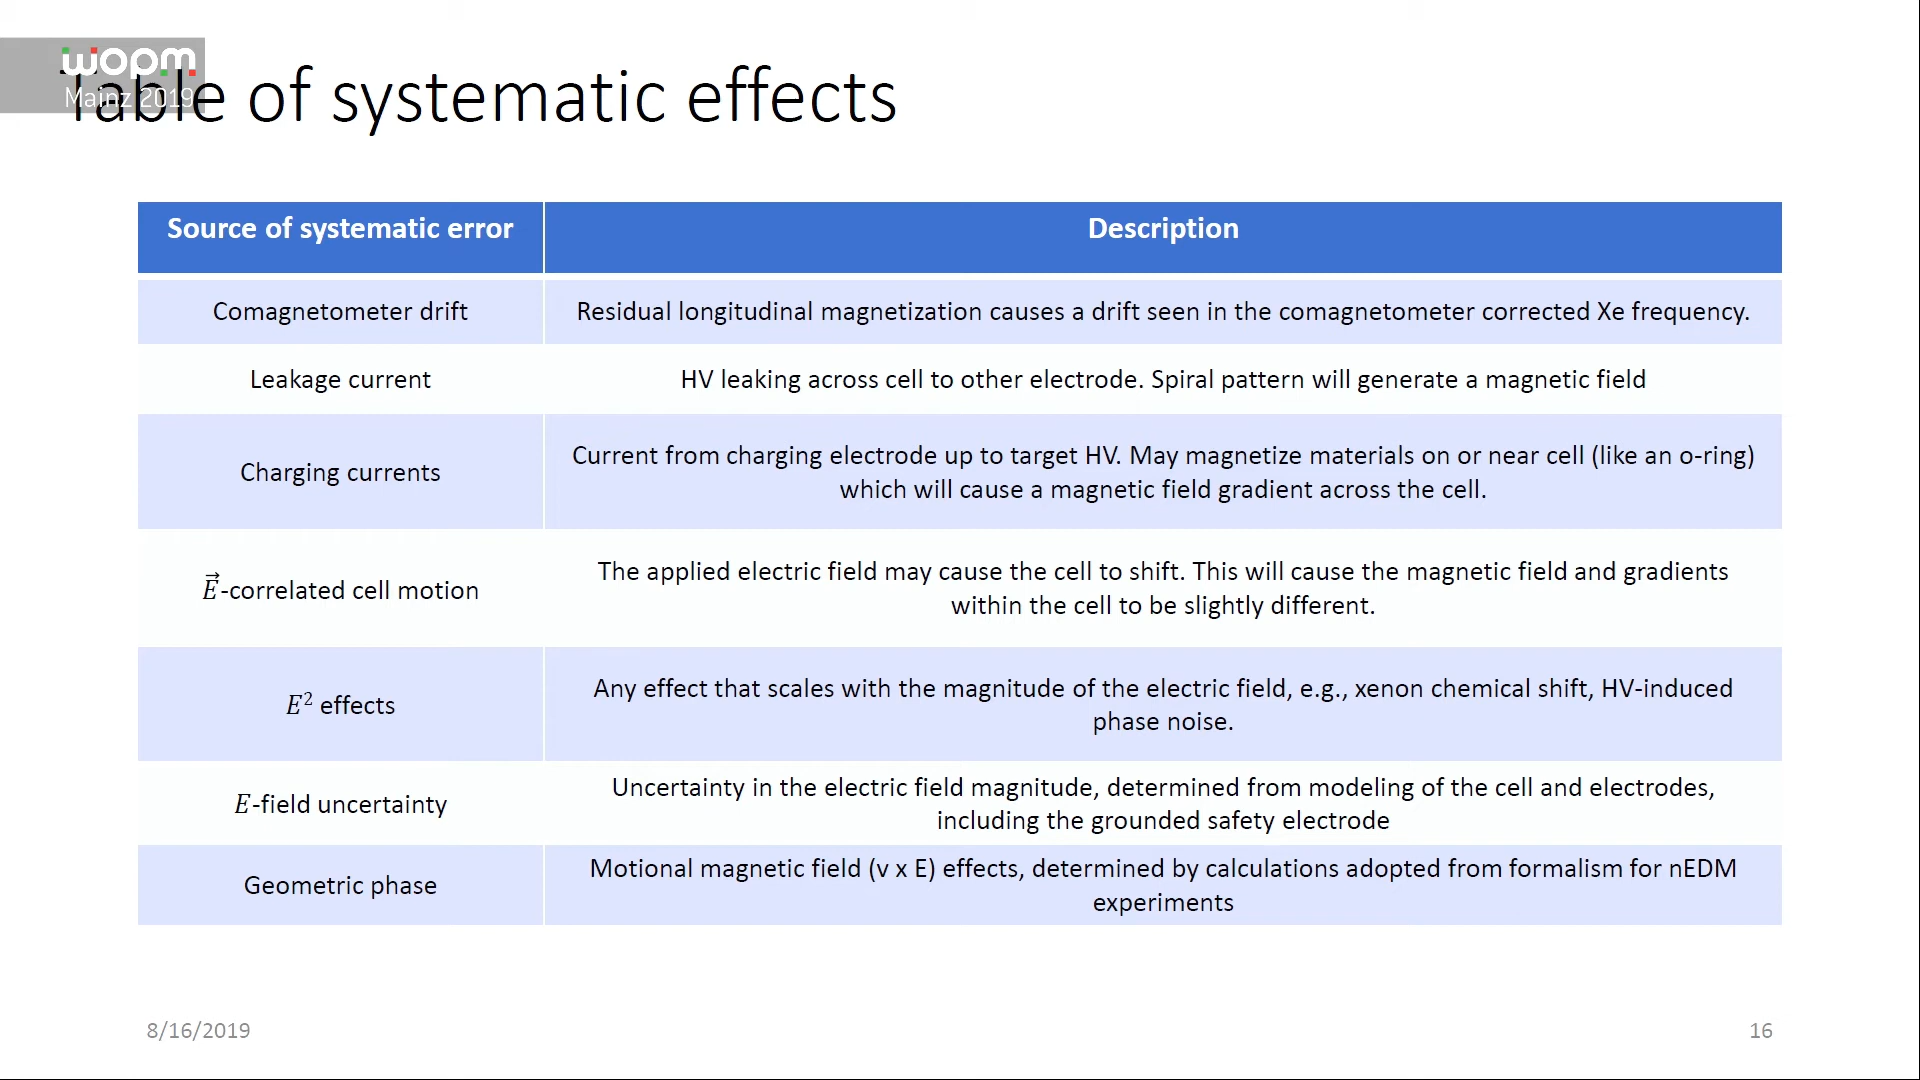 wopm
Mainz 2019
Table of systematic effects
Source of systematic error
Description
Comagnetometer drift
Residual longitudinal magnetization causes a drift seen in the comagnetometer corrected Xe frequency.
Leakage current
HV leaking across cell to other electrode. Spiral pattern will generate a magnetic field
Charging currents
Current from charging electrode up to target HV. May magnetize materials on or near cell (like an o-ring)
which will cause a magnetic field gradient across the cell.
E⃗-correlated cell motion
The applied electric field may cause the cell to shift. This will cause the magnetic field and gradients
within the cell to be slightly different.
E² effects
Any effect that scales with the magnitude of the electric field, e.g., xenon chemical shift, HV-induced
phase noise.
E-field uncertainty
Uncertainty in the electric field magnitude, determined from modeling of the cell and electrodes,
including the grounded safety electrode
Geometric phase
Motional magnetic field (v x E) effects, determined by calculations adopted from formalism for nEDM
experiments
8/16/2019
16